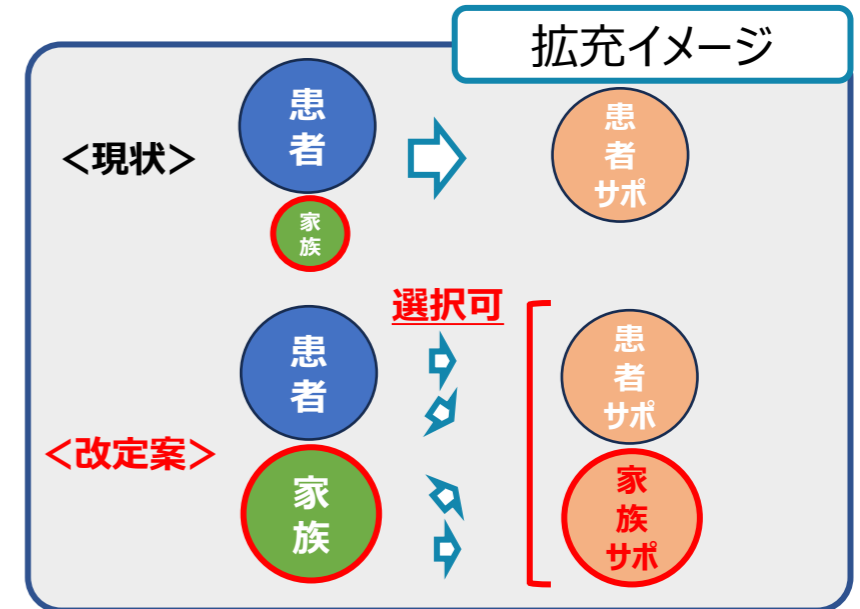 拡充イメージ
＜現状＞
患者
家族
患者サポ
選択可
＜改定案＞
患者
家族
患者サポ
家族サポ